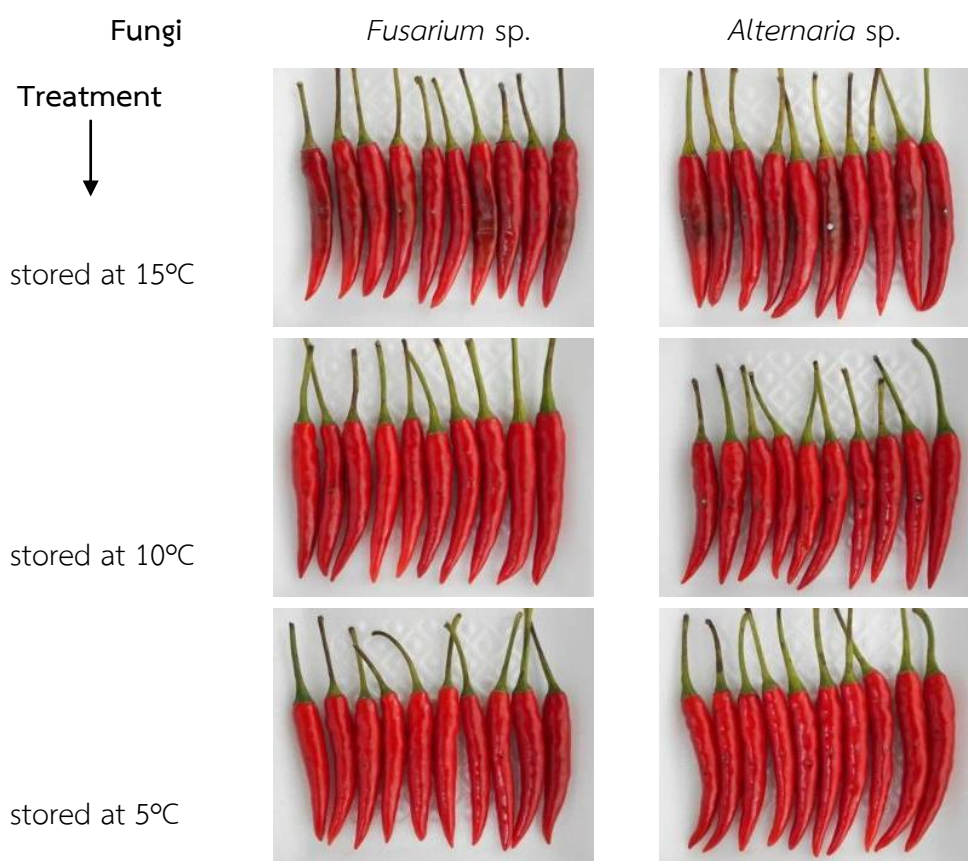 Fungi Fusarium sp. Alternaria sp.
Treatment
stored at 15°C
stored at 10°C
stored at 5°C